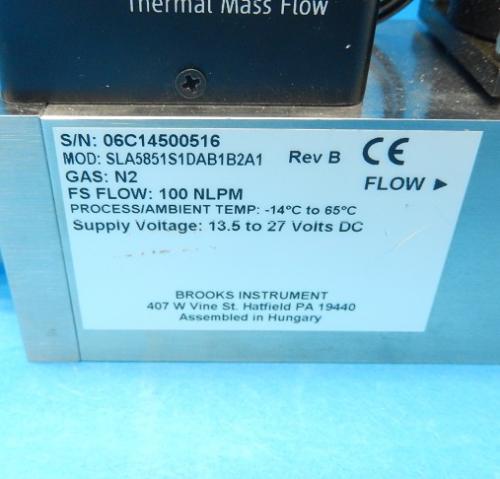 Thermal Mass Flow
S/N: 06C14500516
MOD: SLA5851S1DAB1B2A1 Rev B CE
GAS: N2
FLOW ►
FS FLOW: 100 NLPM
PROCESS/AMBIENT TEMP: -14°C to 65°C
Supply Voltage: 13.5 to 27 Volts DC
BROOKS INSTRUMENT
407 W Vine St. Hatfield PA 19440
Assembled in Hungary